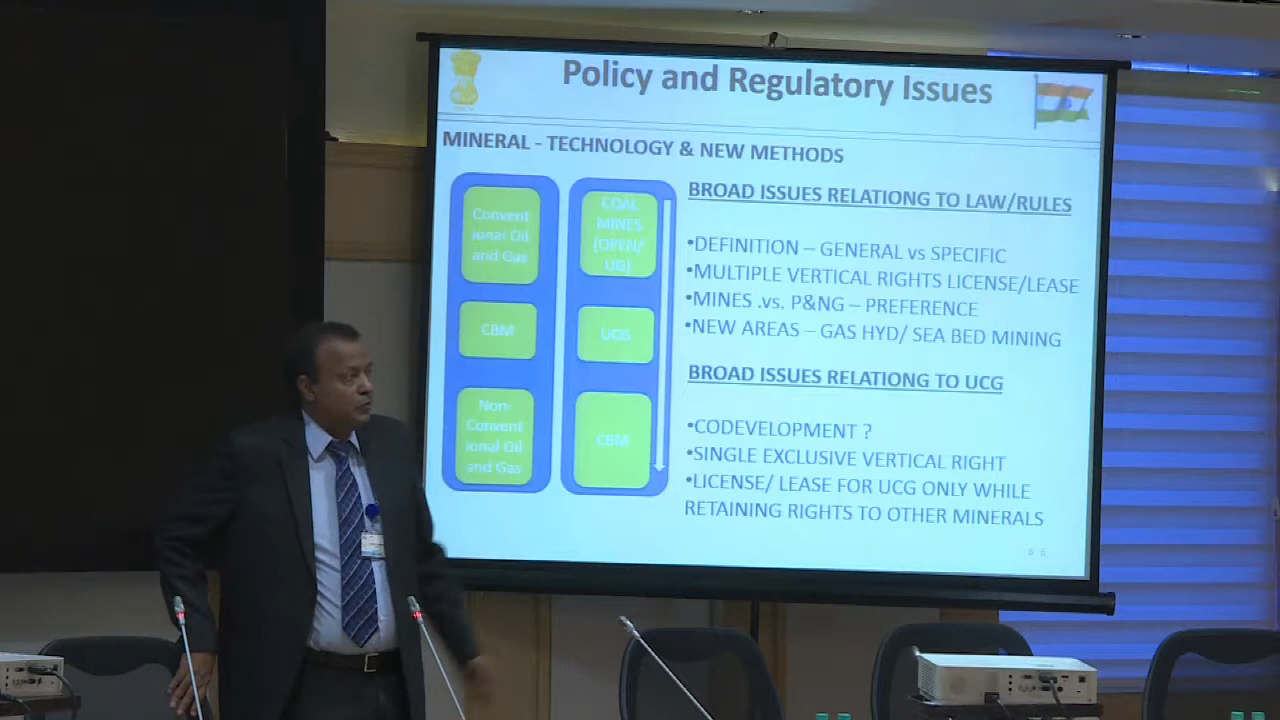 Policy and Regulatory Issues
MINERAL - TECHNOLOGY & NEW METHODS
Convent
ional Oil
and Gas
CBM
Non-
Convent
ional Oil
and Gas
COAL
MINES
(OPEN/
UG)
UCG
CBM
BROAD ISSUES RELATIONG TO LAW/RULES
•DEFINITION – GENERAL vs SPECIFIC
•MULTIPLE VERTICAL RIGHTS LICENSE/LEASE
•MINES .vs. P&NG – PREFERENCE
•NEW AREAS – GAS HYD/ SEA BED MINING
BROAD ISSUES RELATIONG TO UCG
•CODEVELOPMENT ?
•SINGLE EXCLUSIVE VERTICAL RIGHT
•LICENSE/ LEASE FOR UCG ONLY WHILE
RETAINING RIGHTS TO OTHER MINERALS
6 6